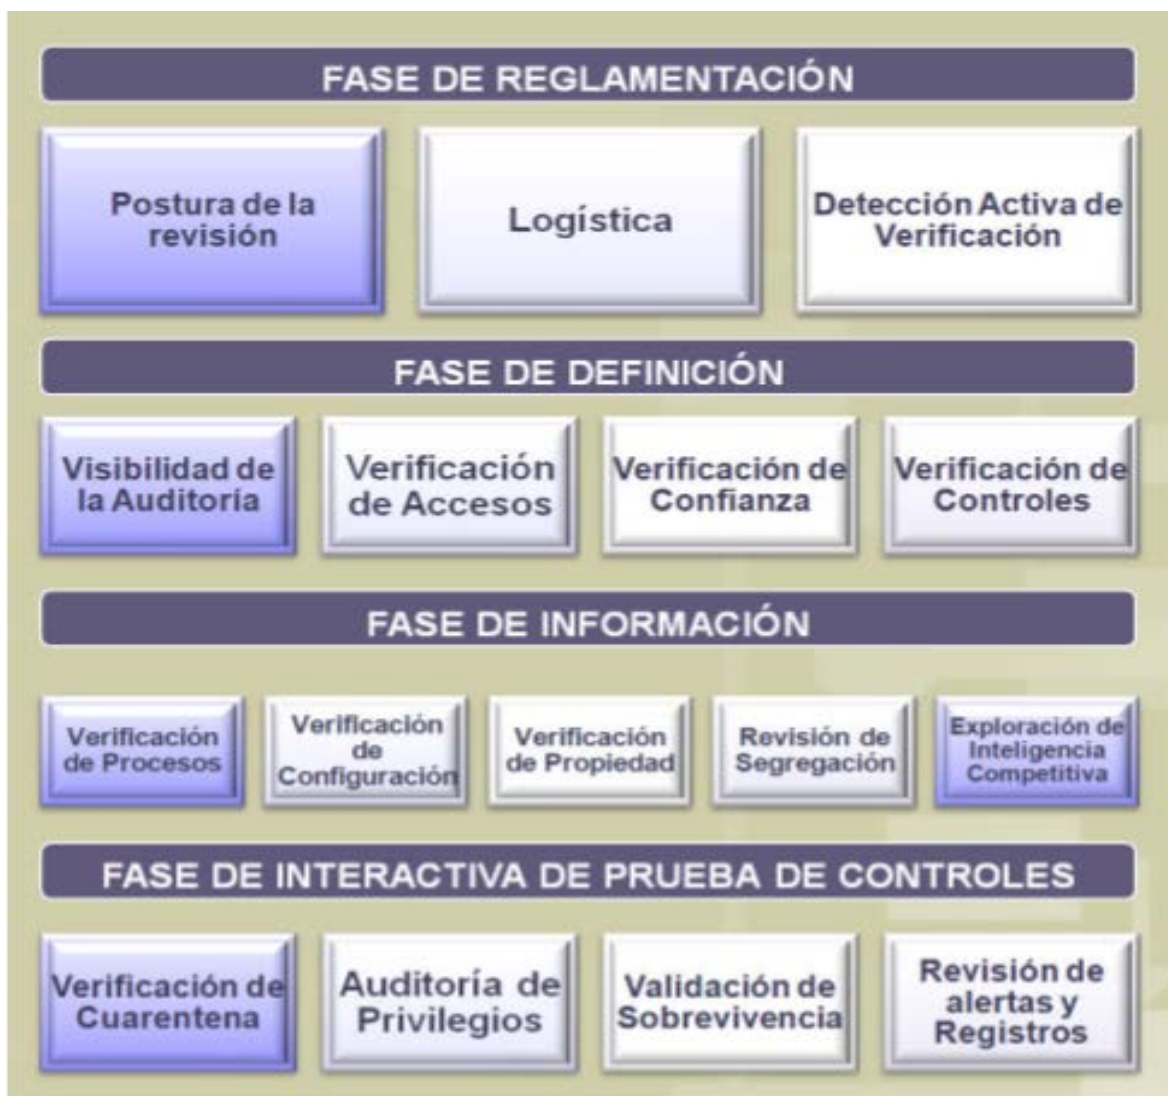 FASE DE REGLAMENTACIÓN
Postura de la
revisión
Logística
Detección Activa de
Verificación
FASE DE DEFINICIÓN
Visibilidad de
la Auditoría
Verificación
de Accesos
Verificación de
Confianza
Verificación de
Controles
FASE DE INFORMACIÓN
Verificación
de Procesos
Verificación
de
Configuración
Verificación
de Propiedad
Revisión de
Segregación
Exploración de
Inteligencia
Competitiva
FASE DE INTERACTIVA DE PRUEBA DE CONTROLES
Verificación de
Cuarentena
Auditoría de
Privilegios
Validación de
Sobrevivencia
Revisión de
alertas y
Registros